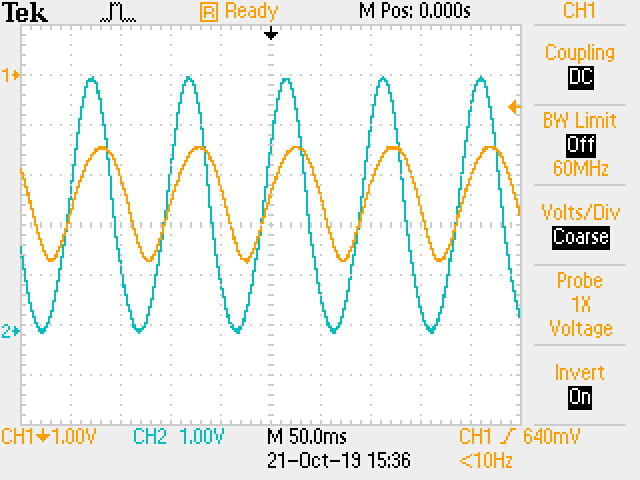 Tek R Ready M Pos: 0.000s CH1
1
Coupling
DC
BW Limit
Off
60MHz
Volts/Div
Coarse
Probe
1X
Voltage
2
Invert
On
CH1 1.00V CH2 1.00V M 50.0ms CH1 640mV
21-Oct-19 15:36 <10Hz